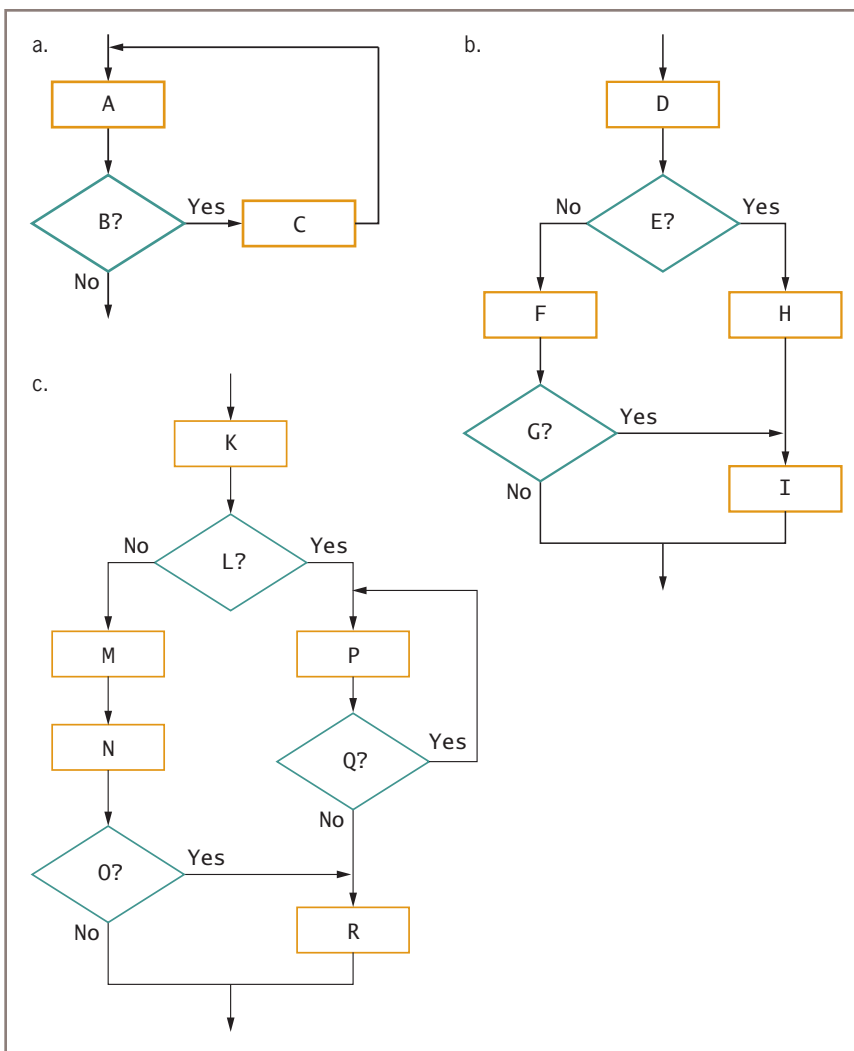 a.
A
B?
Yes
C
No
b.
D
No
E?
Yes
F
H
G?
Yes
No
I
c.
K
No
L?
Yes
M
P
N
Q?
Yes
No
O?
Yes
No
R